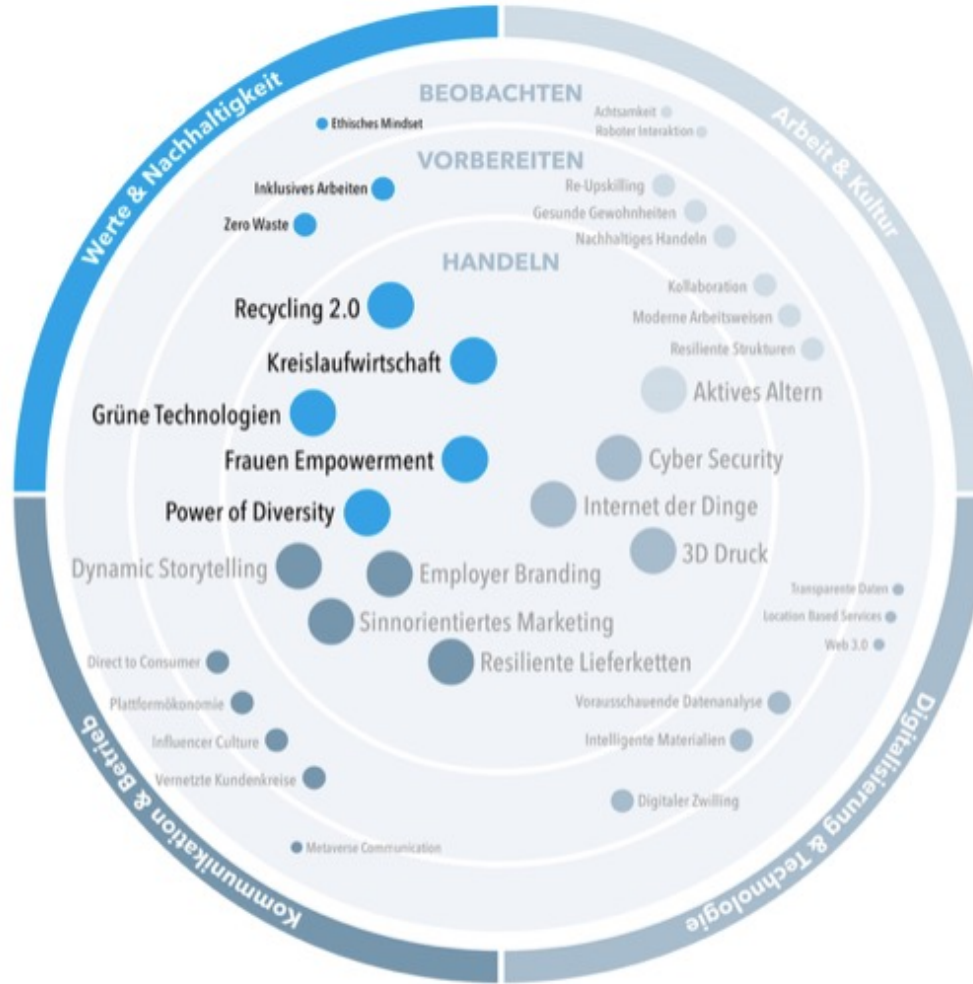 Werte & Nachhaltigkeit
Arbeit & Kultur
BEOBACHTEN
Ethisches Mindset
Achtsamkeit
Roboter Interaktion
VORBEREITEN
Inklusives Arbeiten
Zero Waste
Re-Upskilling
Gesunde Gewohnheiten
Nachhaltiges Handeln
HANDELN
Kollaboration
Moderne Arbeitsweisen
Resiliente Strukturen
Recycling 2.0
Kreislaufwirtschaft
Aktives Altern
Grüne Technologien
Frauen Empowerment
Cyber Security
Power of Diversity
Internet der Dinge
3D Druck
Dynamic Storytelling
Employer Branding
Sinnorientiertes Marketing
Resiliente Lieferketten
Transparente Daten
Location Based Services
Web 3.0
Direct to Consumer
Plattformökonomie
Influencer Culture
Vernetzte Kundenkreise
Vorausschauende Datenanalyse
Intelligente Materialien
Digitaler Zwilling
Metaverse Communication
Kommunikation & Betrieb
Digitalisierung & Technologie